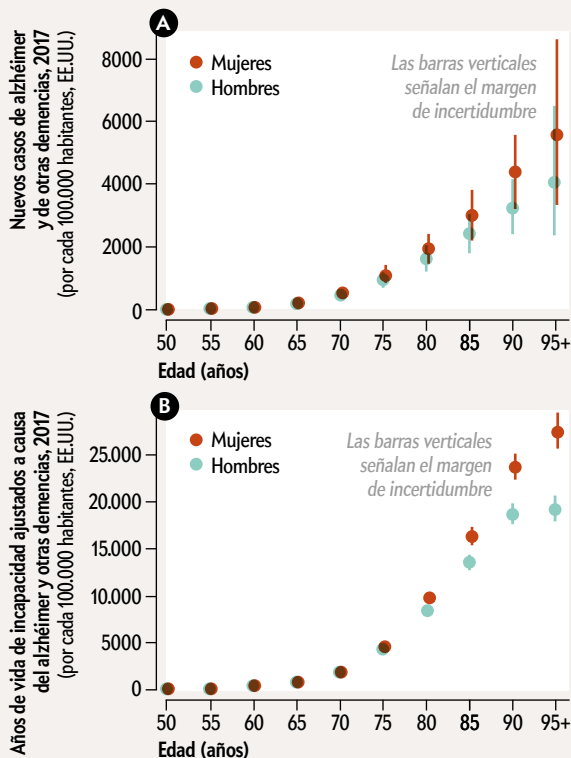 A
Nuevos casos de alzhéimer
y de otras demencias, 2017
(por cada 100.000 habitantes, EE.UU.)
8000
6000
4000
2000
0
Mujeres
Hombres
Las barras verticales
señalan el margen
de incertidumbre
50 55 60 65 70 75 80 85 90 95+
Edad (años)
B
Años de vida de incapacidad ajustados a causa
del alzhéimer y otras demencias, 2017
(por cada 100.000 habitantes, EE.UU.)
25.000
20.000
15.000
10.000
5000
0
Mujeres
Hombres
Las barras verticales
señalan el margen
de incertidumbre
50 55 60 65 70 75 80 85 90 95+
Edad (años)